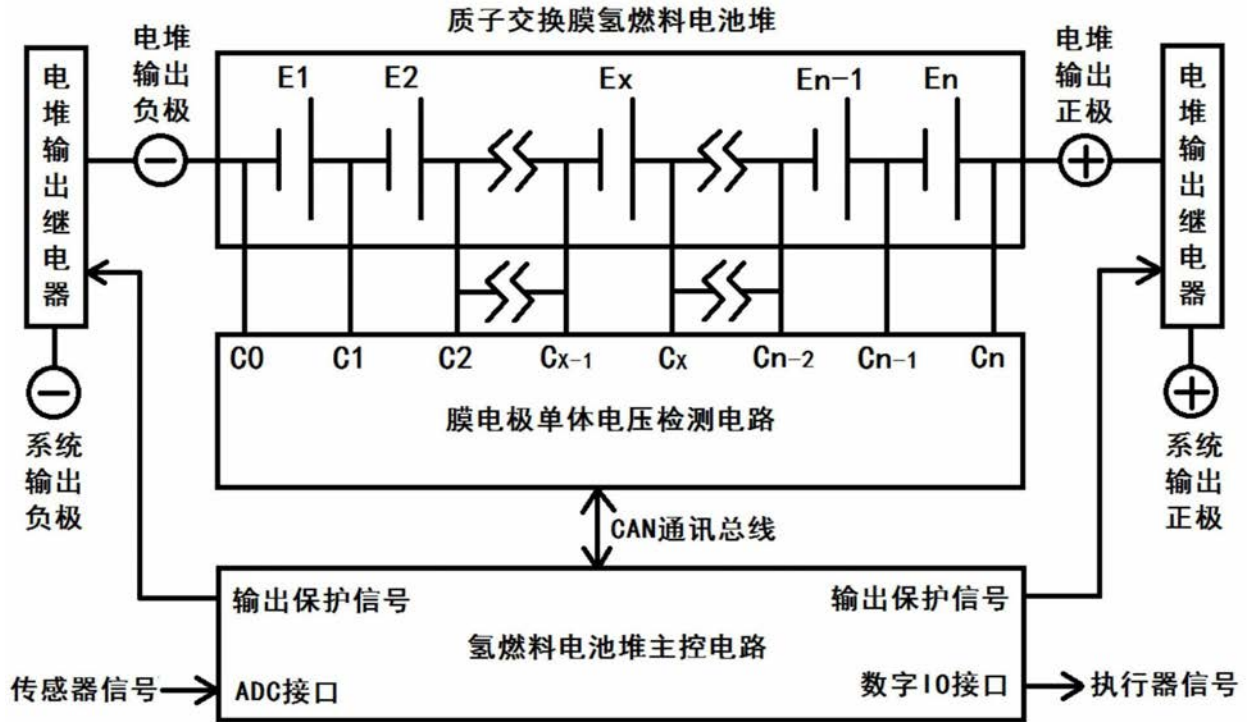 质子交换膜氢燃料电池堆
电堆
输出
负极
电堆
输出
正极
电堆输出继电器
电堆输出继电器
E1 E2 Ex En-1 En
C0 C1 C2 Cx-1 Cx Cn-2 Cn-1 Cn
膜电极单体电压检测电路
系统
输出
负极
系统
输出
正极
CAN通讯总线
输出保护信号 输出保护信号
氢燃料电池堆主控电路
传感器信号 ADC接口 数字IO接口 执行器信号